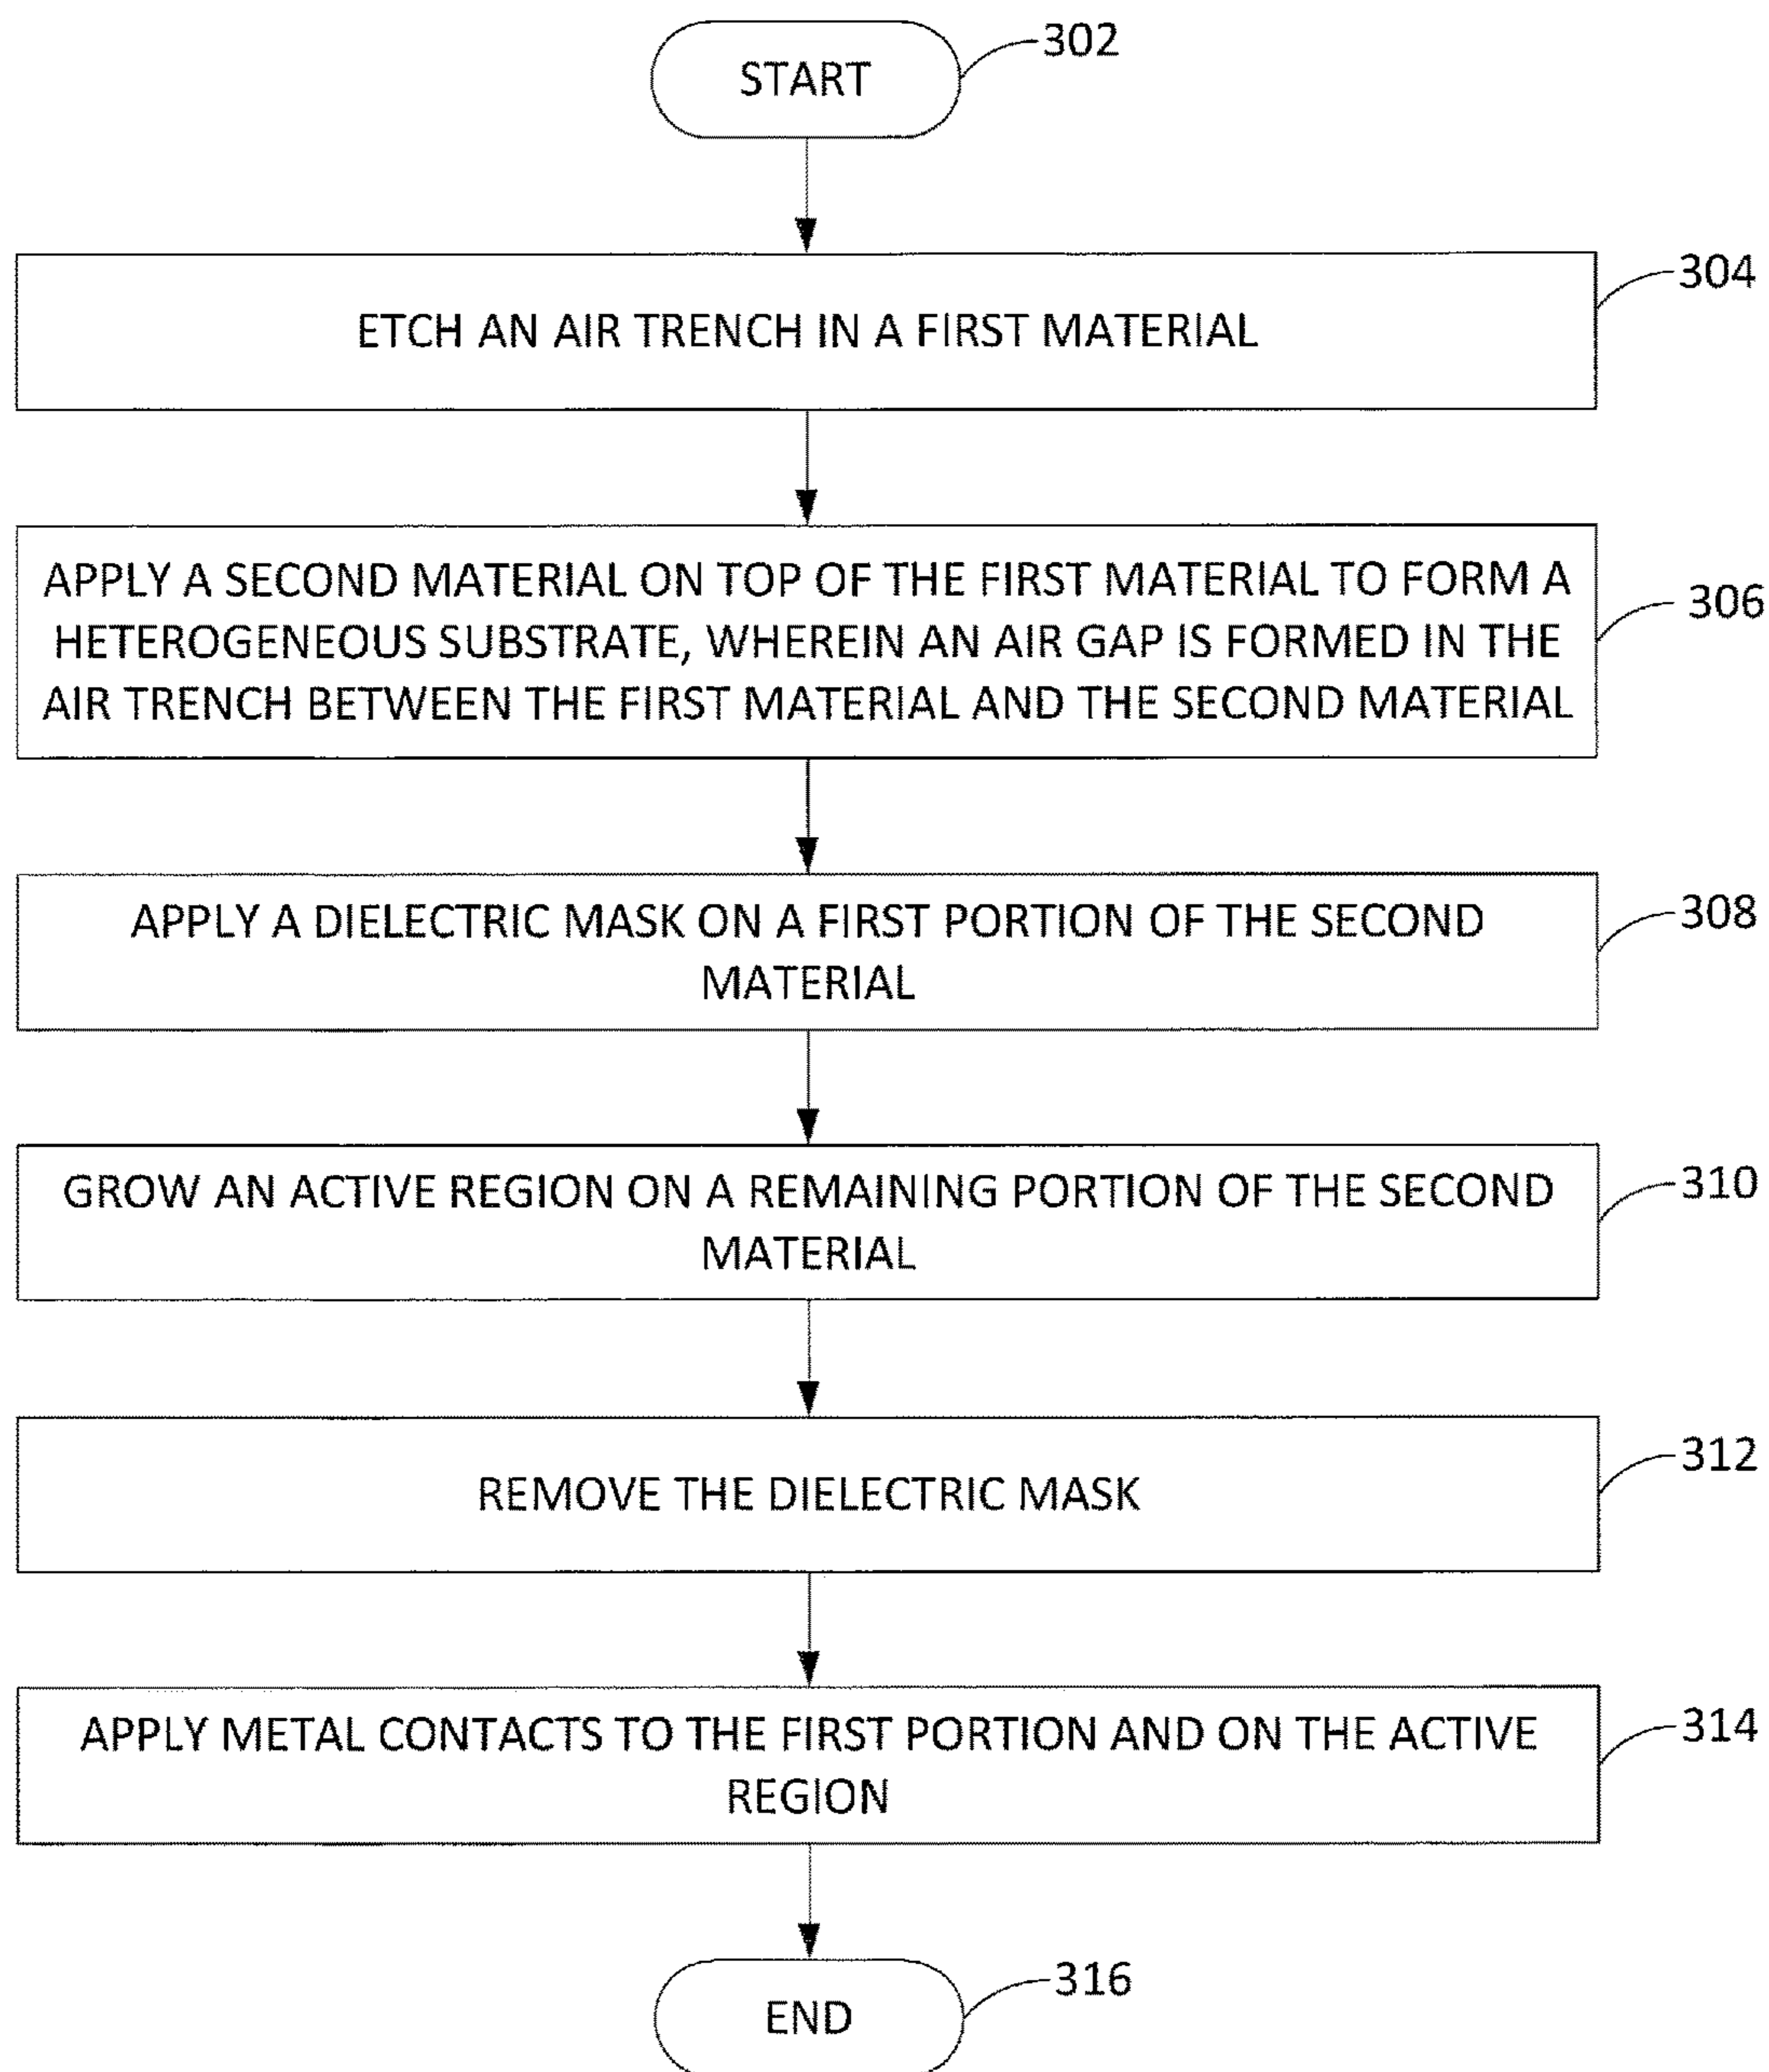 START
302
304
ETCH AN AIR TRENCH IN A FIRST MATERIAL
APPLY A SECOND MATERIAL ON TOP OF THE FIRST MATERIAL TO FORM A
HETEROGENEOUS SUBSTRATE, WHEREIN AN AIR GAP IS FORMED IN THE
AIR TRENCH BETWEEN THE FIRST MATERIAL AND THE SECOND MATERIAL
306
APPLY A DIELECTRIC MASK ON A FIRST PORTION OF THE SECOND
MATERIAL
308
GROW AN ACTIVE REGION ON A REMAINING PORTION OF THE SECOND
MATERIAL
310
REMOVE THE DIELECTRIC MASK
312
APPLY METAL CONTACTS TO THE FIRST PORTION AND ON THE ACTIVE
REGION
314
END
316